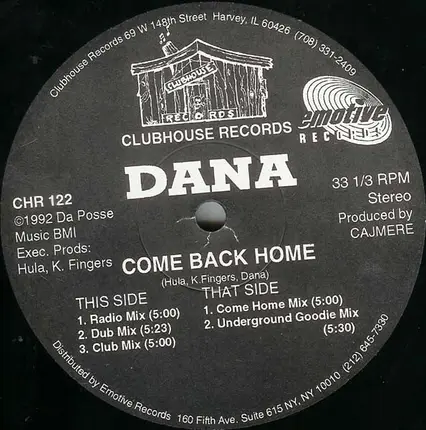 Clubhouse Records 69 W 148th Street Harvey, IL 60426 (708) 331-2409
CLUBHOUSE
RECORDS
CLUBHOUSE RECORDS
emotive
RECORDS
DANA
CHR 122
©1992 Da Posse
Music BMI
Exec. Prods:
Hula, K. Fingers
33 1/3 RPM
Stereo
Produced by
CAJMERE
COME BACK HOME
(Hula, K.Fingers, Dana)
THIS SIDE
1. Radio Mix (5:00)
2. Dub Mix (5:23)
3. Club Mix (5:00)
THAT SIDE
1. Come Home Mix (5:00)
2. Underground Goodie Mix
(5:30)
Distributed by Emotive Records 160 Fifth Ave. Suite 615 NY, NY 10010 (212) 645-7330